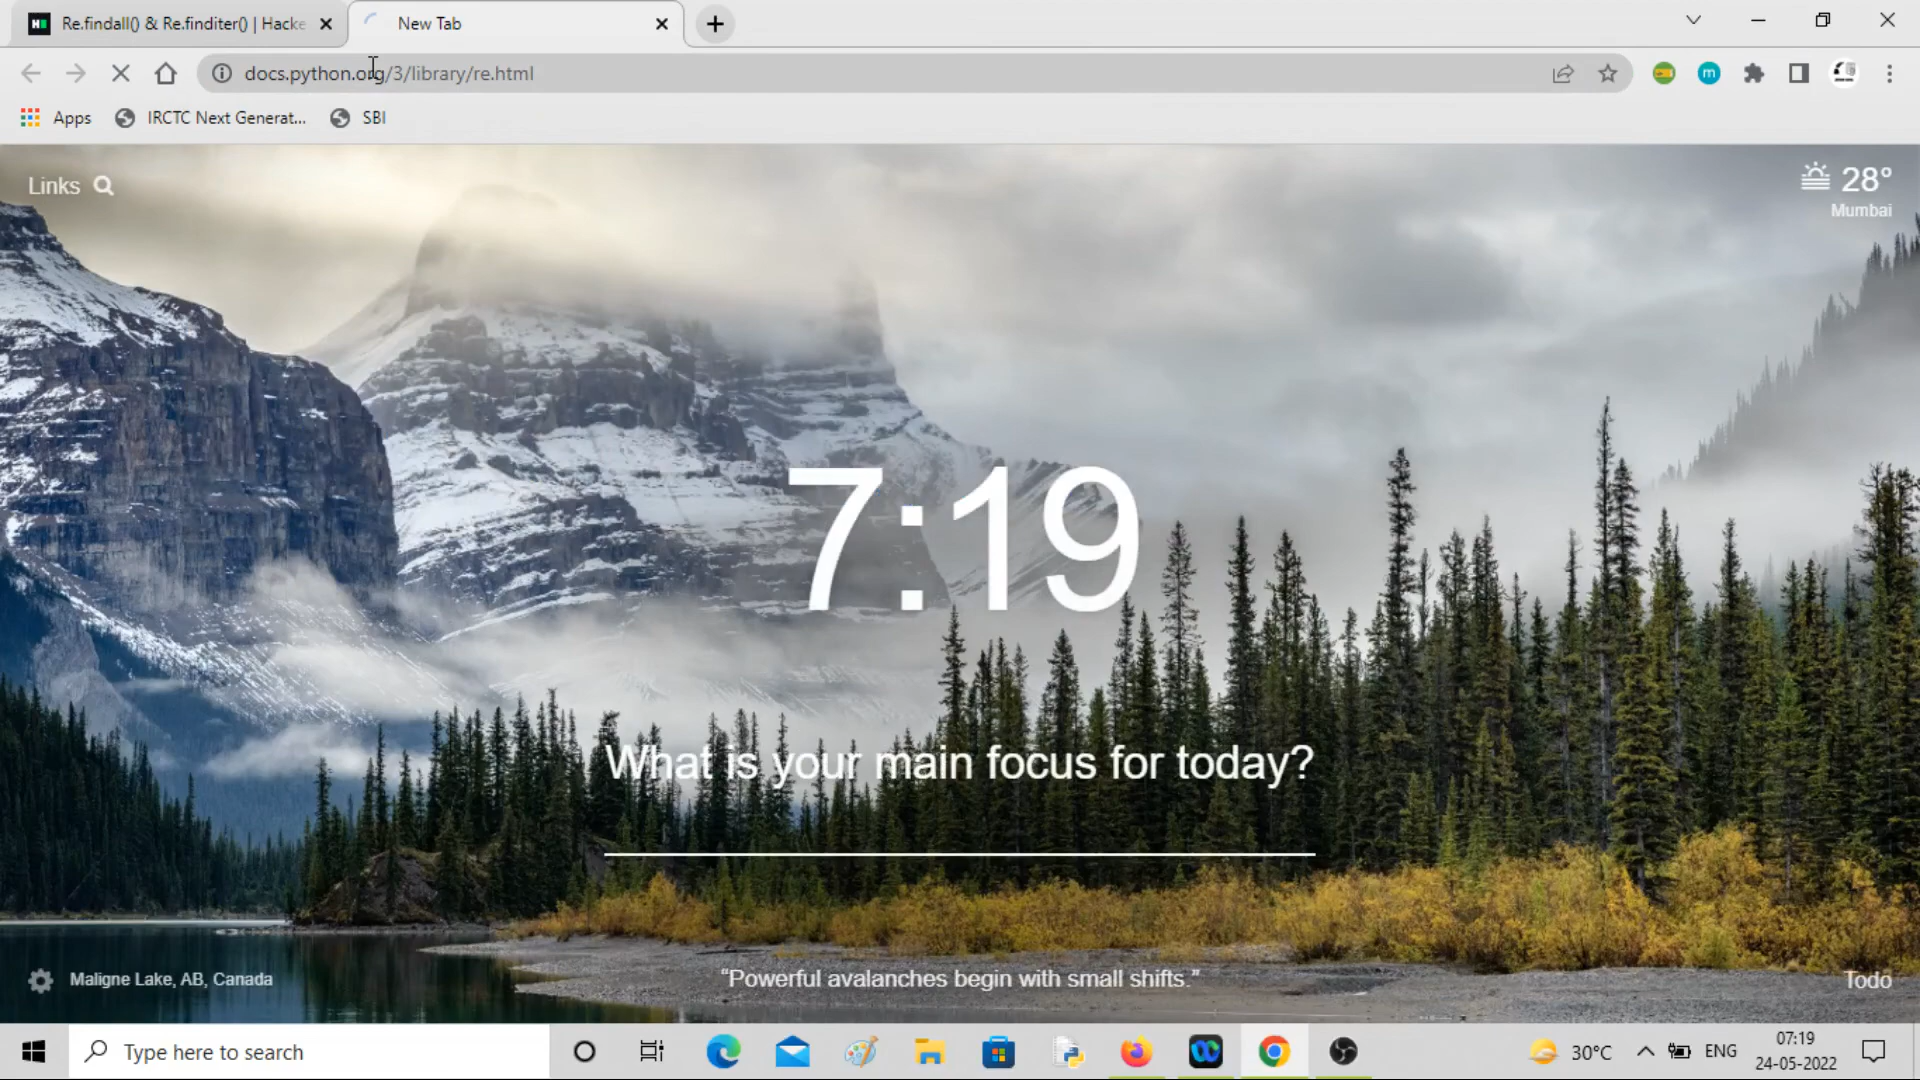 Re.findall() & Re.finditer() | Hacke
New Tab
docs.python.org/3/library/re.html
m
Apps
IRCTC Next Generat...
SBI
Links
28°
Mumbai
7:19
What is your main focus for today?
Maligne Lake, AB, Canada
“Powerful avalanches begin with small shifts.”
Todo
Type here to search
30°C
ENG
07:19
24-05-2022